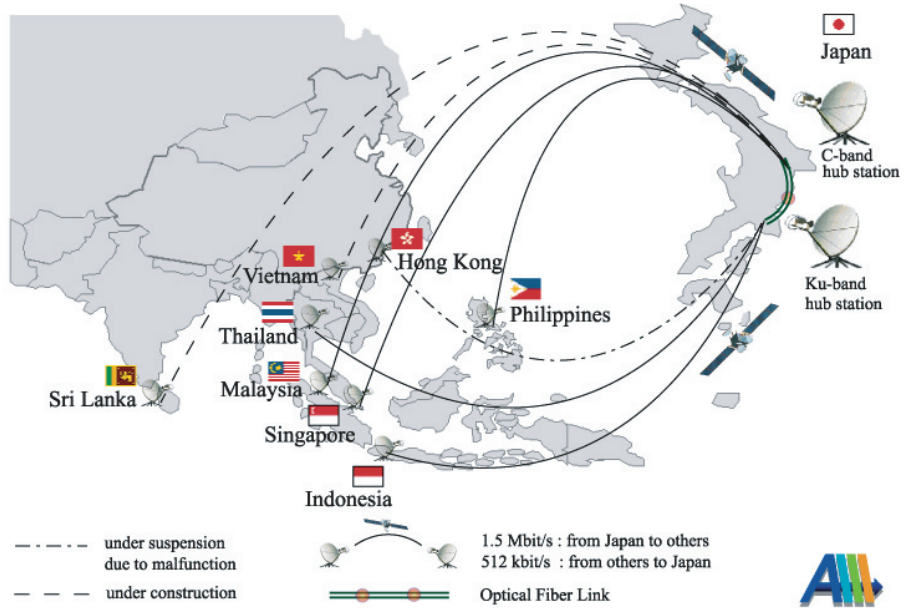 Japan
C-band
hub station
Vietnam
Hong Kong
Ku-band
hub station
Thailand
Philippines
Sri Lanka
Malaysia
Singapore
Indonesia
under suspension
due to malfunction
1.5 Mbit/s : from Japan to others
512 kbit/s : from others to Japan
under construction
Optical Fiber Link
AIII